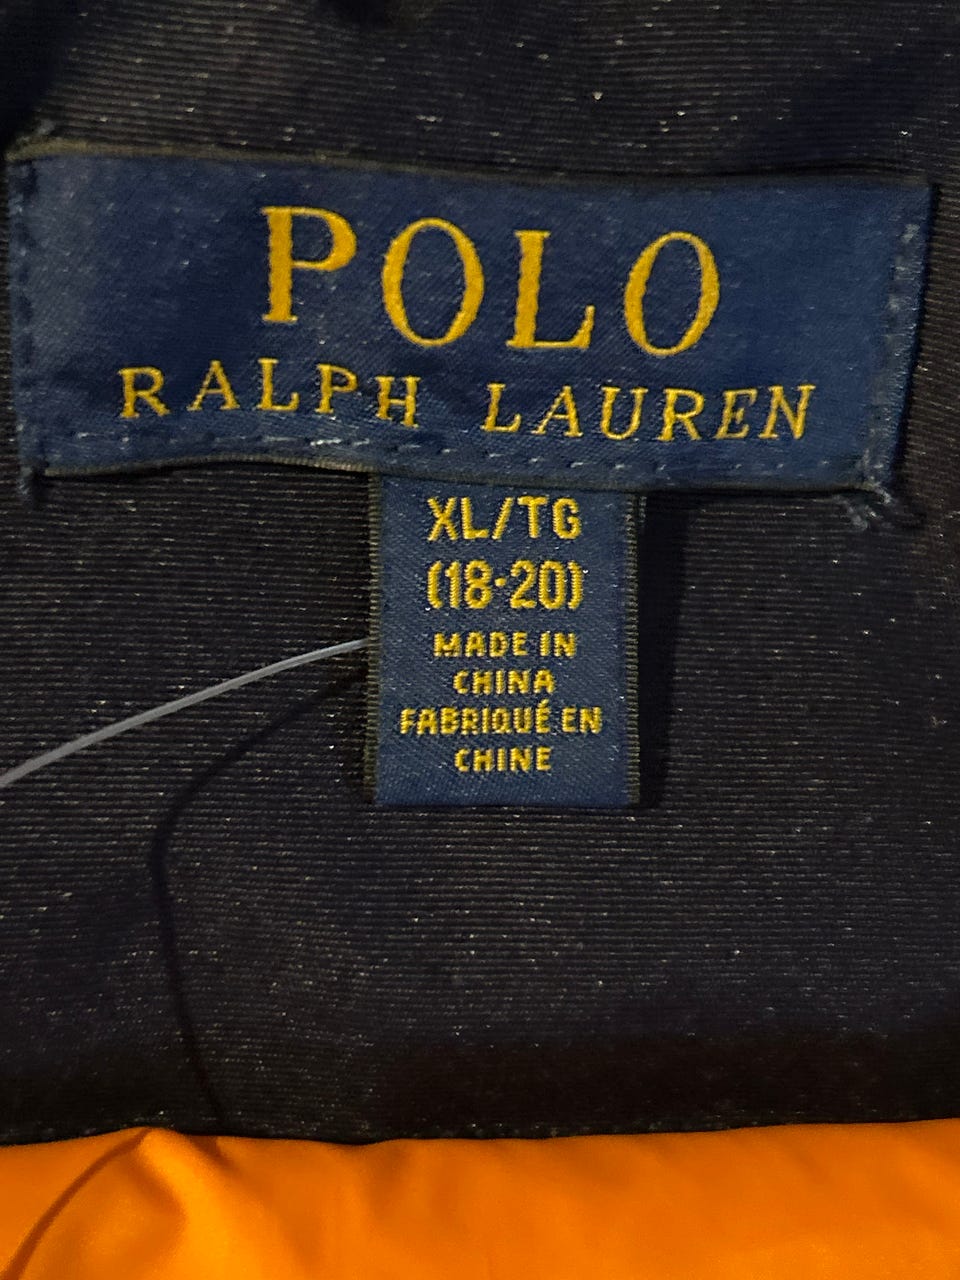 POLO
RALPH LAUREN
XL/TG
(18-20)
MADE IN
CHINA
FABRIQUÉ EN
CHINE